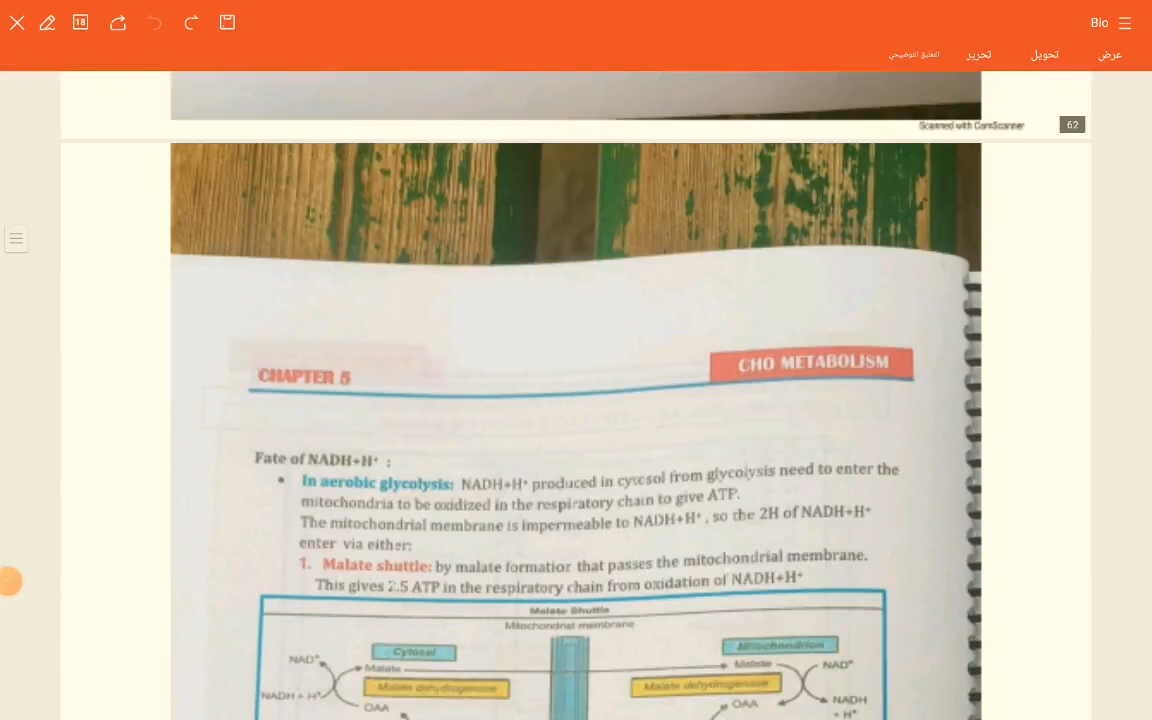 18
Bio
عرض
تحويل
تحرير
التعليق التوضيحي
Scanned with CamScanner
62
CHAPTER 5
CHO METABOLISM
Fate of NADH+H⁺ :
• In aerobic glycolysis: NADH+H⁺ produced in cytosol from glycolysis need to enter the
mitochondria to be oxidized in the respiratory chain to give ATP.
The mitochondrial membrane is impermeable to NADH+H⁺ , so the 2H of NADH+H⁺
enter via either:
1. Malate shuttle: by malate formation that passes the mitochondrial membrane.
This gives 2.5 ATP in the respiratory chain from oxidation of NADH+H⁺
Malate Shuttle
Mitochondrial membrane
Cytosol
Mitochondrion
NAD⁺
Malate
Malate
NAD⁺
Malate dehydrogenase
Malate dehydrogenase
NADH + H⁺
NADH
+ H⁺
OAA
OAA